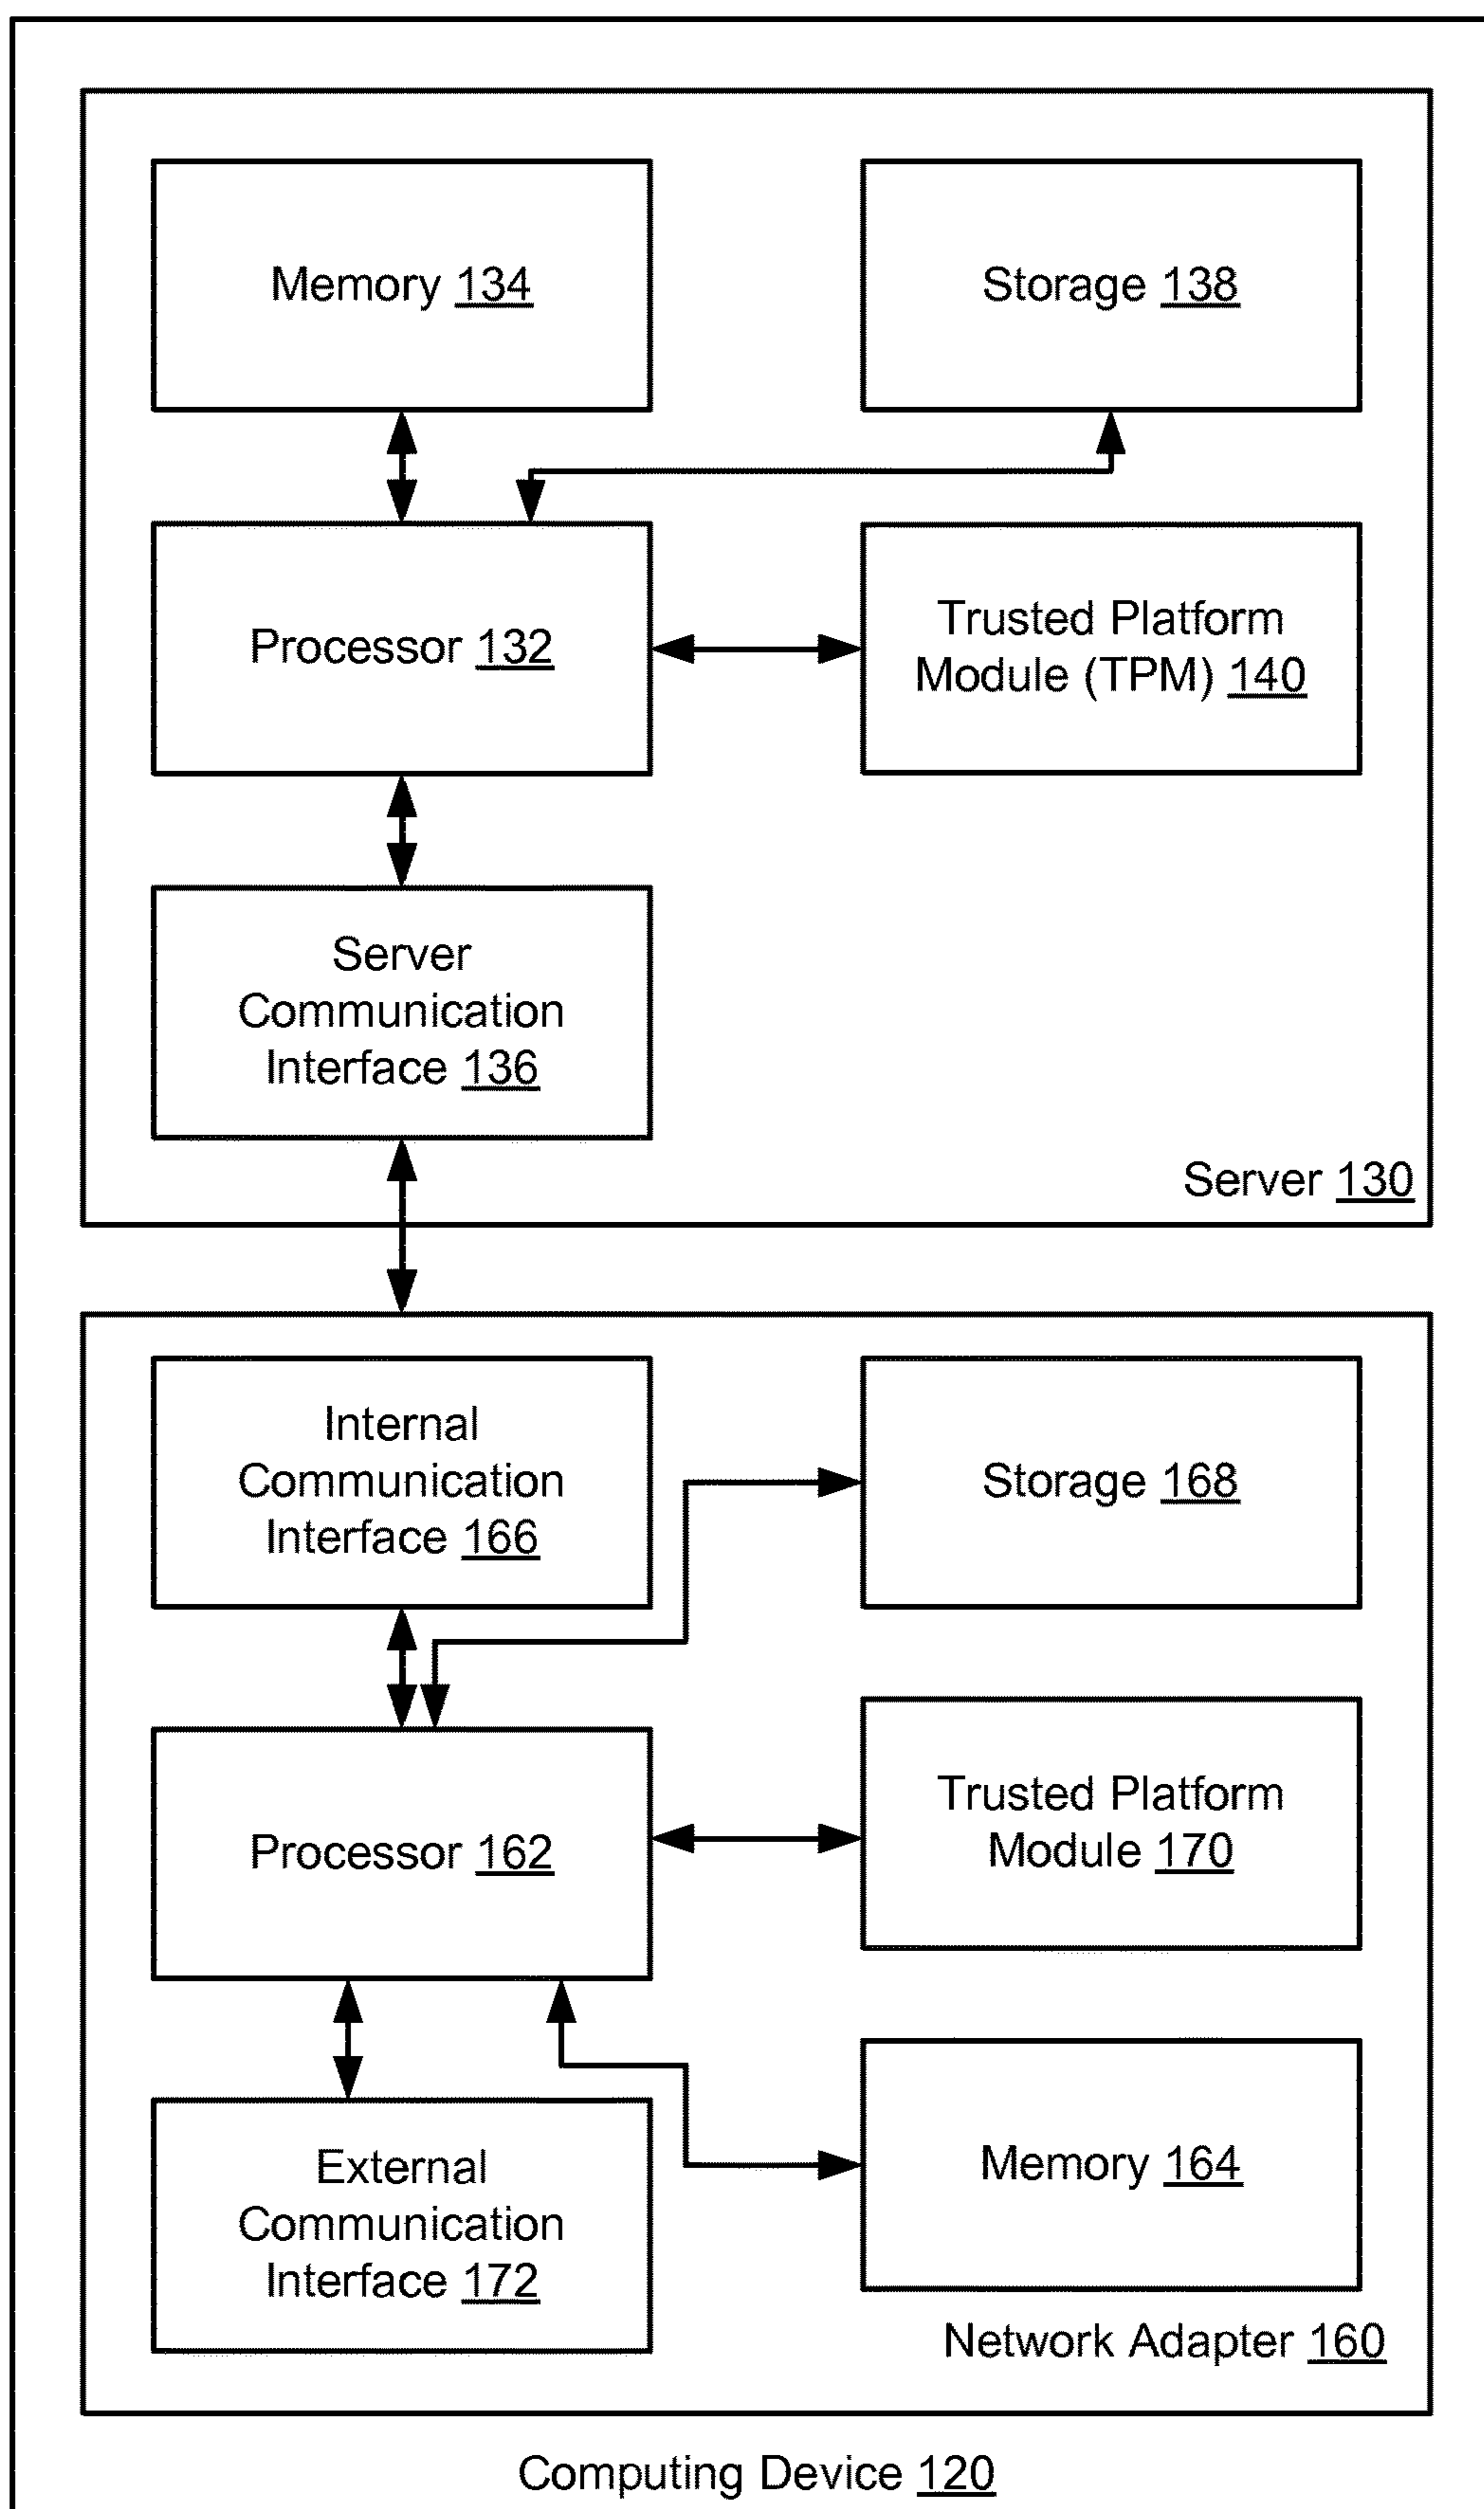 Memory 134
Storage 138
Processor 132
Trusted Platform
Module (TPM) 140
Server
Communication
Interface 136
Server 130
Internal
Communication
Interface 166
Storage 168
Processor 162
Trusted Platform
Module 170
External
Communication
Interface 172
Memory 164
Network Adapter 160
Computing Device 120